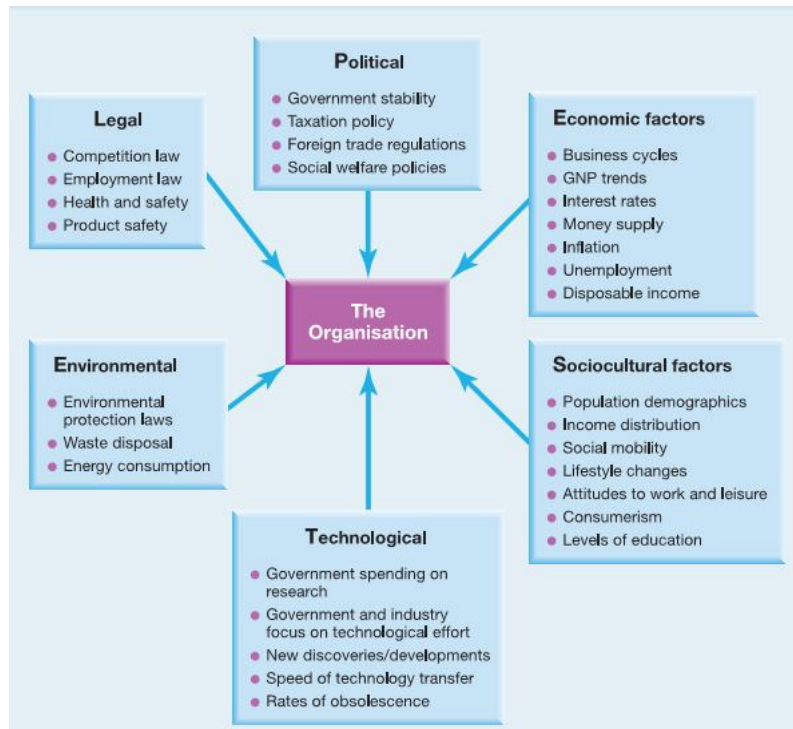 Political
• Government stability
• Taxation policy
• Foreign trade regulations
• Social welfare policies
Legal
• Competition law
• Employment law
• Health and safety
• Product safety
Economic factors
• Business cycles
• GNP trends
• Interest rates
• Money supply
• Inflation
• Unemployment
• Disposable income
The
Organisation
Environmental
• Environmental
protection laws
• Waste disposal
• Energy consumption
Sociocultural factors
• Population demographics
• Income distribution
• Social mobility
• Lifestyle changes
• Attitudes to work and leisure
• Consumerism
• Levels of education
Technological
• Government spending on
research
• Government and industry
focus on technological effort
• New discoveries/developments
• Speed of technology transfer
• Rates of obsolescence